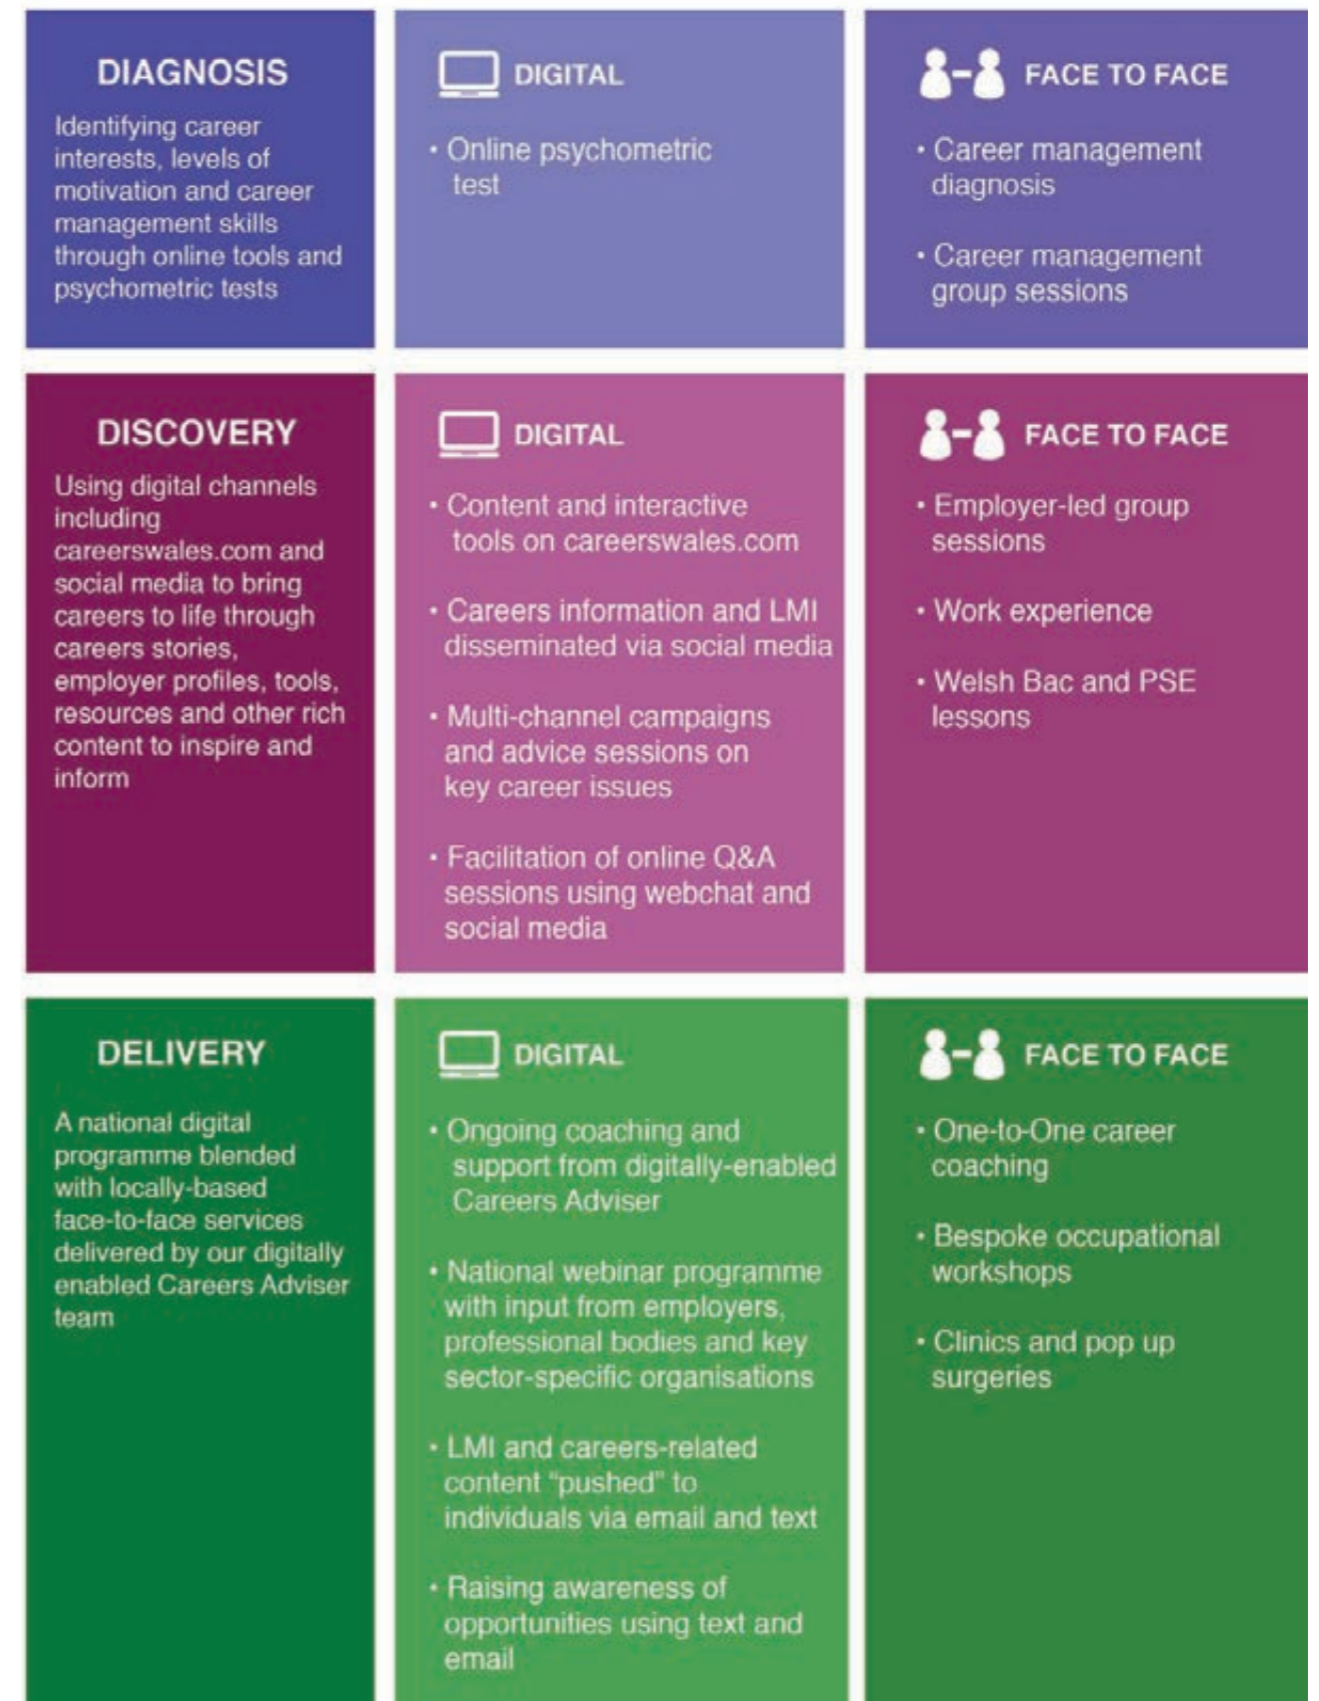 DIAGNOSIS
Identifying career
interests, levels of
motivation and career
management skills
through online tools and
psychometric tests
DIGITAL
• Online psychometric
test
FACE TO FACE
• Career management
diagnosis
• Career management
group sessions
DISCOVERY
Using digital channels
including
careerswales.com and
social media to bring
careers to life through
careers stories,
employer profiles, tools,
resources and other rich
content to inspire and
inform
DIGITAL
• Content and interactive
tools on careerswales.com
• Careers information and LMI
disseminated via social media
• Multi-channel campaigns
and advice sessions on
key career issues
• Facilitation of online Q&A
sessions using webchat and
social media
FACE TO FACE
• Employer-led group
sessions
• Work experience
• Welsh Bac and PSE
lessons
DELIVERY
A national digital
programme blended
with locally-based
face-to-face services
delivered by our digitally
enabled Careers Adviser
team
DIGITAL
• Ongoing coaching and
support from digitally-enabled
Careers Adviser
• National webinar programme
with input from employers,
professional bodies and key
sector-specific organisations
• LMI and careers-related
content “pushed” to
individuals via email and text
• Raising awareness of
opportunities using text and
email
FACE TO FACE
• One-to-One career
coaching
• Bespoke occupational
workshops
• Clinics and pop up
surgeries